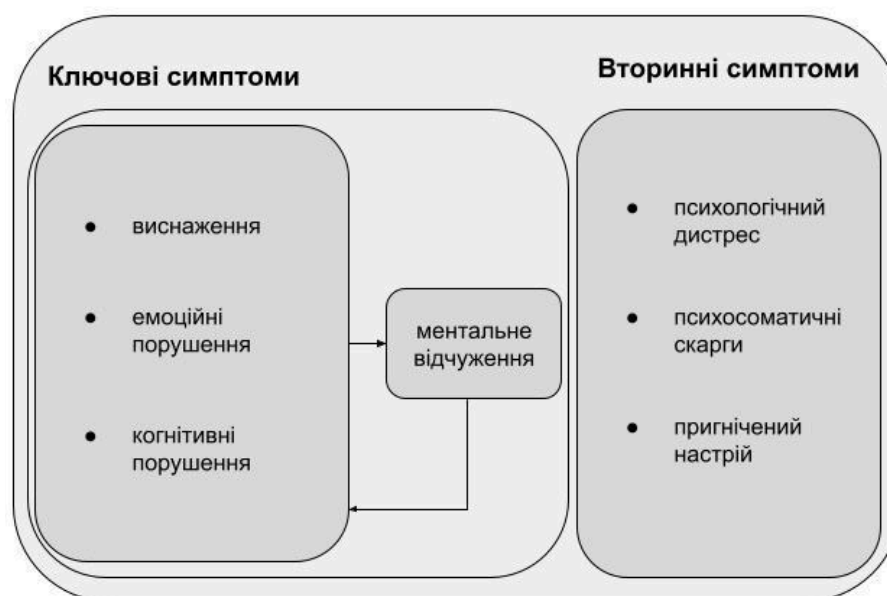 Ключові симптоми
виснаження
емоційні
порушення
когнітивні
порушення
ментальне
відчуження
Вторинні симптоми
психологічний
дистрес
психосоматичні
скарги
пригнічений
настрій